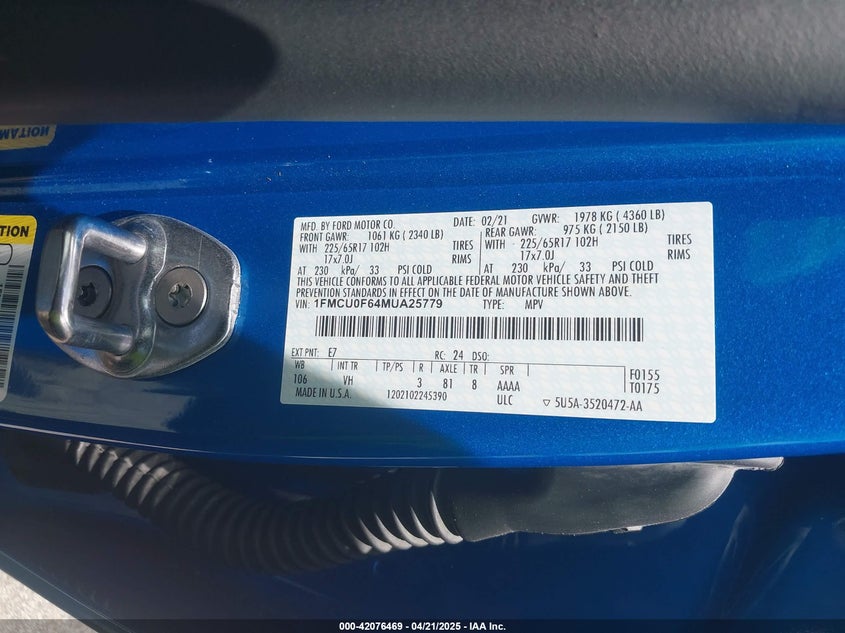 MFD. BY FORD MOTOR CO. DATE: 02/21 GVWR: 1978 KG ( 4360 LB)
FRONT GAWR: 1061 KG ( 2340 LB) REAR GAWR: 975 KG ( 2150 LB)
WITH 225/65R17 102H TIRES WITH 225/65R17 102H TIRES
17x7.0J RIMS 17x7.0J RIMS
AT 230 kPa/ 33 PSI COLD AT 230 kPa/ 33 PSI COLD
THIS VEHICLE CONFORMS TO ALL APPLICABLE FEDERAL MOTOR VEHICLE SAFETY AND THEFT
PREVENTION STANDARDS IN EFFECT ON THE DATE OF MANUFACTURE SHOWN ABOVE.
VIN: 1FMCU0F64MUA25779 TYPE: MPV
EXT PNT: E7 RC: 24 DSO:
WB INT TR TP/PS R AXLE TR SPR F0155
106 VH 3 81 8 AAAA T0175
MADE IN U.S.A. 1202102245390 ULC ▽ 5U5A-3520472-AA
000-42076469 - 04/21/2025 - IAA Inc.